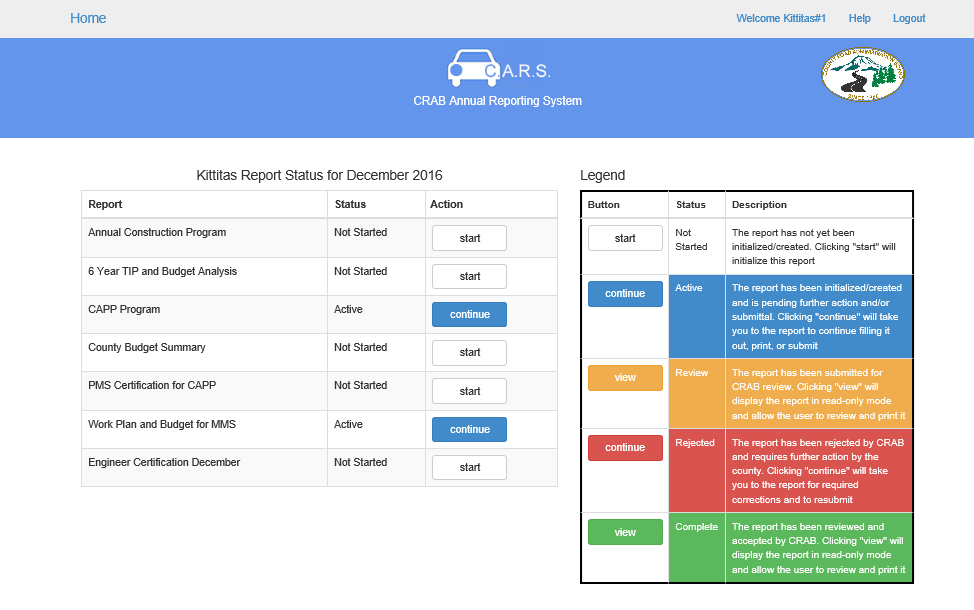 Home
Welcome Kittitas#1 Help Logout
C.A.R.S.
CRAB Annual Reporting System
Kittitas Report Status for December 2016
Report Status Action
Annual Construction Program Not Started start
6 Year TIP and Budget Analysis Not Started start
CAPP Program Active continue
County Budget Summary Not Started start
PMS Certification for CAPP Not Started start
Work Plan and Budget for MMS Active continue
Engineer Certification December Not Started start
Legend
Button Status Description
start
Not
Started
The report has not yet been
initialized/created. Clicking "start" will
initialize this report
continue
Active
The report has been initialized/created
and is pending further action and/or
submittal. Clicking "continue" will take
you to the report to continue filling it
out, print, or submit
view
Review
The report has been submitted for
CRAB review. Clicking "view" will
display the report in read-only mode
and allow the user to review and print it
continue
Rejected
The report has been rejected by CRAB
and requires further action by the
county. Clicking "continue" will take
you to the report for required
corrections and to resubmit
view
Complete
The report has been reviewed and
accepted by CRAB. Clicking "view" will
display the report in read-only mode
and allow the user to review and print it